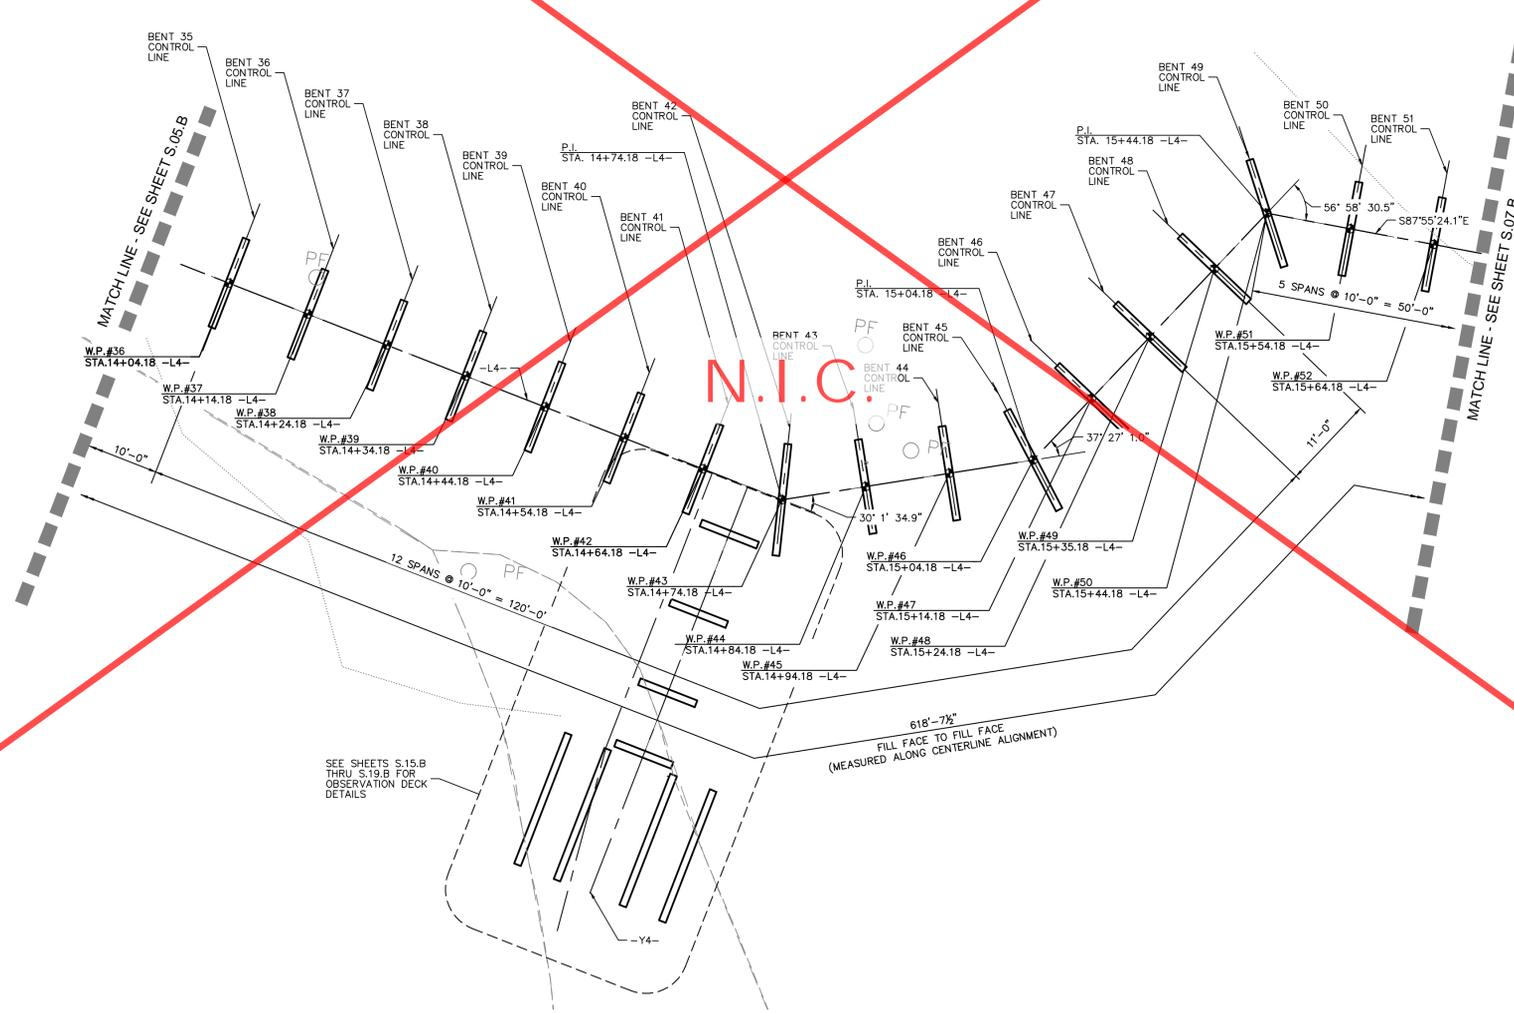 BENT 35
CONTROL
LINE
BENT 36
CONTROL
LINE
BENT 37
CONTROL
LINE
BENT 38
CONTROL
LINE
BENT 39
CONTROL
LINE
BENT 40
CONTROL
LINE
BENT 41
CONTROL
LINE
BENT 42
CONTROL
LINE
P.I.
STA. 14+74.18 -L4-
BENT 43
CONTROL
LINE
BENT 44
CONTROL
LINE
BENT 45
CONTROL
LINE
P.I.
STA. 15+04.18 -L4-
BENT 46
CONTROL
LINE
BENT 47
CONTROL
LINE
BENT 48
CONTROL
LINE
P.I.
STA. 15+44.18 -L4-
BENT 49
CONTROL
LINE
BENT 50
CONTROL
LINE
BENT 51
CONTROL
LINE
MATCH LINE - SEE SHEET S.05.B
MATCH LINE - SEE SHEET S.07.B
PF
PF
PF
PF
PF
N.I.C.
-L4-
56° 58' 30.5"
S87°55'24.1"E
5 SPANS @ 10'-0" = 50'-0"
37° 27' 1.0"
30° 1' 34.9"
11'-0"
10'-0"
12 SPANS @ 10'-0" = 120'-0"
W.P.#36
STA.14+04.18 -L4-
W.P.#37
STA.14+14.18 -L4-
W.P.#38
STA.14+24.18 -L4-
W.P.#39
STA.14+34.18 -L4-
W.P.#40
STA.14+44.18 -L4-
W.P.#41
STA.14+54.18 -L4-
W.P.#42
STA.14+64.18 -L4-
W.P.#43
STA.14+74.18 -L4-
W.P.#44
STA.14+84.18 -L4-
W.P.#45
STA.14+94.18 -L4-
W.P.#46
STA.15+04.18 -L4-
W.P.#47
STA.15+14.18 -L4-
W.P.#48
STA.15+24.18 -L4-
W.P.#49
STA.15+35.18 -L4-
W.P.#50
STA.15+44.18 -L4-
W.P.#51
STA.15+54.18 -L4-
W.P.#52
STA.15+64.18 -L4-
618'-7½"
FILL FACE TO FILL FACE
(MEASURED ALONG CENTERLINE ALIGNMENT)
SEE SHEETS S.15.B
THRU S.19.B FOR
OBSERVATION DECK
DETAILS
-Y4-